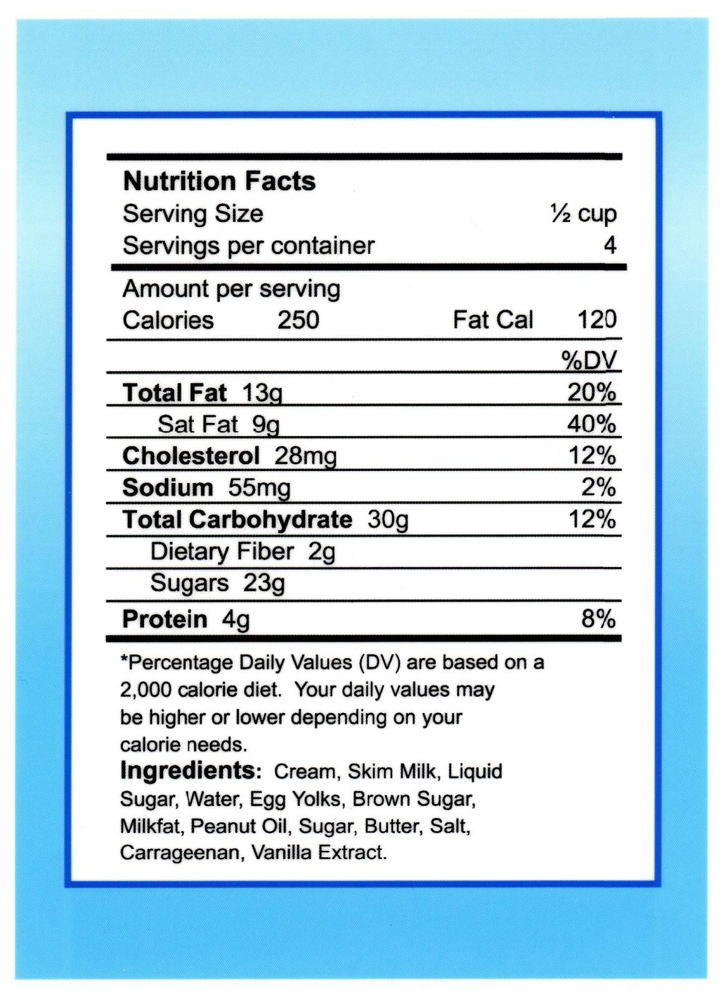 Nutrition Facts
Serving Size ½ cup
Servings per container 4
Amount per serving
Calories 250 Fat Cal 120
%DV
Total Fat 13g 20%
Sat Fat 9g 40%
Cholesterol 28mg 12%
Sodium 55mg 2%
Total Carbohydrate 30g 12%
Dietary Fiber 2g
Sugars 23g
Protein 4g 8%
*Percentage Daily Values (DV) are based on a
2,000 calorie diet. Your daily values may
be higher or lower depending on your
calorie needs.
Ingredients: Cream, Skim Milk, Liquid
Sugar, Water, Egg Yolks, Brown Sugar,
Milkfat, Peanut Oil, Sugar, Butter, Salt,
Carrageenan, Vanilla Extract.